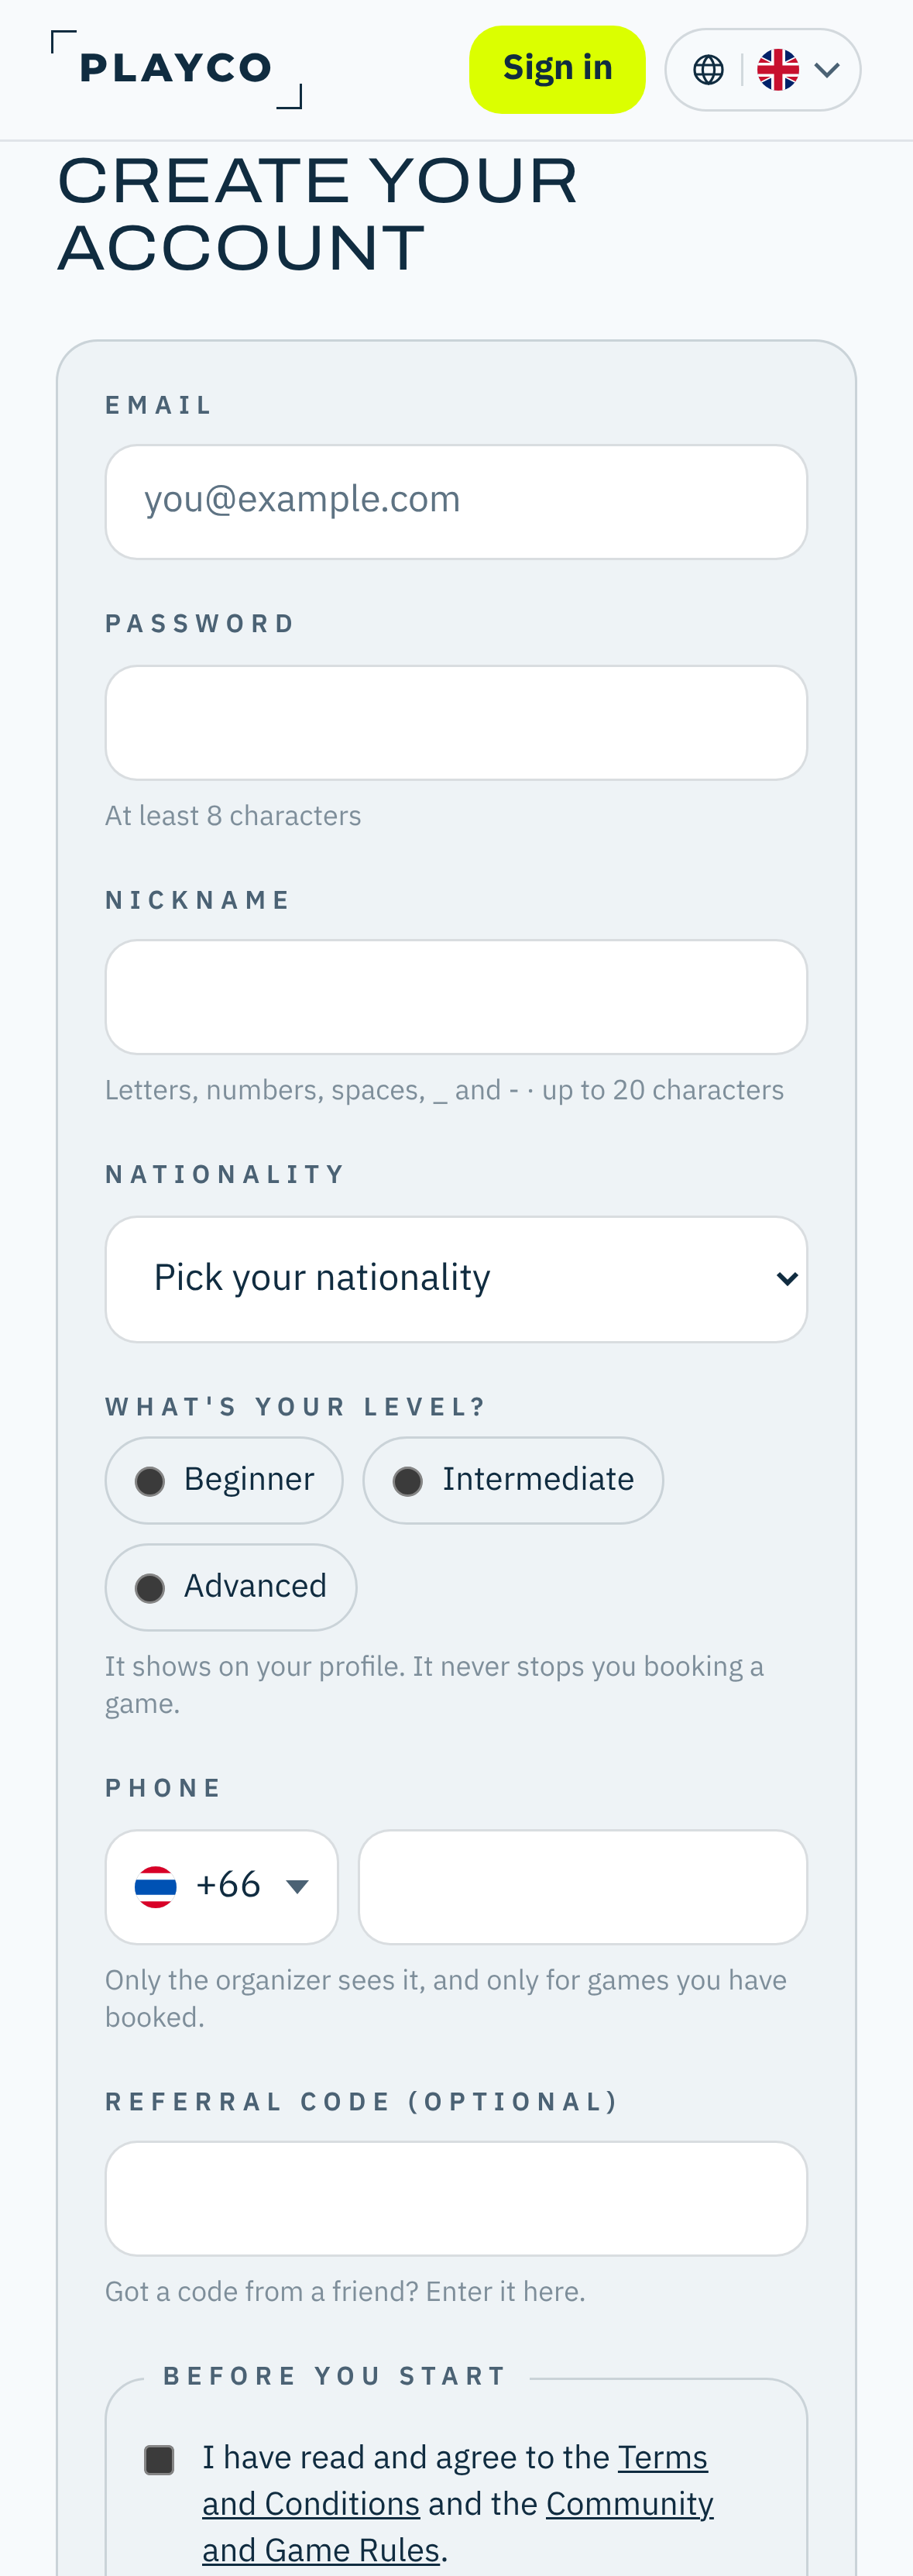 PLAYCO
Sign in
CREATE YOUR
ACCOUNT
EMAIL
you@example.com
PASSWORD
At least 8 characters
NICKNAME
Letters, numbers, spaces, _ and - · up to 20 characters
NATIONALITY
Pick your nationality
WHAT'S YOUR LEVEL?
Beginner
Intermediate
Advanced
It shows on your profile. It never stops you booking a
game.
PHONE
+66
Only the organizer sees it, and only for games you have
booked.
REFERRAL CODE (OPTIONAL)
Got a code from a friend? Enter it here.
BEFORE YOU START
I have read and agree to the Terms
and Conditions and the Community
and Game Rules.